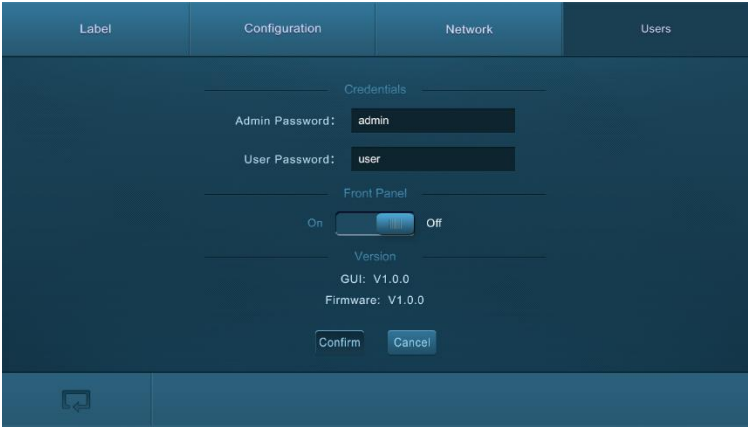 Label Configuration Network Users
Credentials
Admin Password: admin
User Password: user
Front Panel
On Off
Version
GUI: V1.0.0
Firmware: V1.0.0
Confirm Cancel